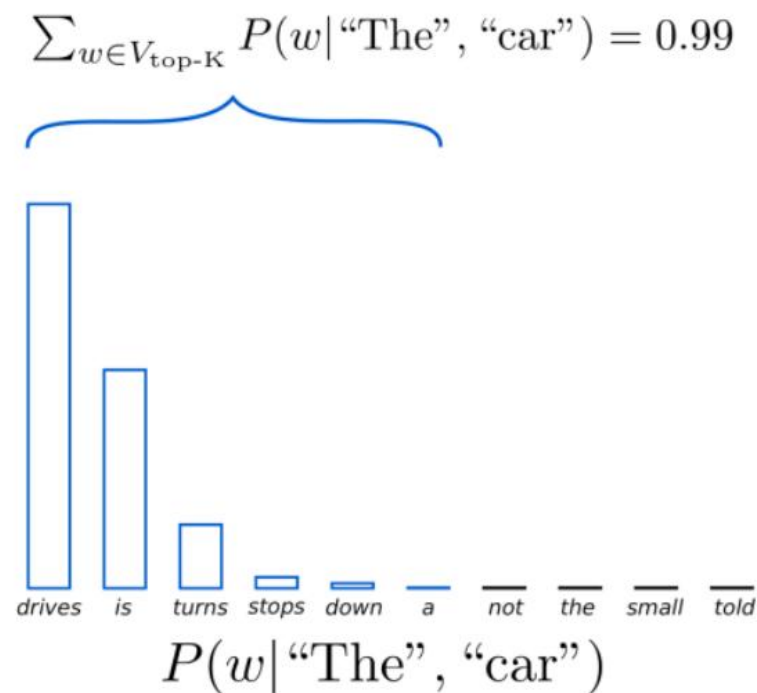 ∑w∈Vtop-K P(w|“The”, “car”) = 0.99
drives is turns stops down a not the small told
P(w|“The”, “car”)